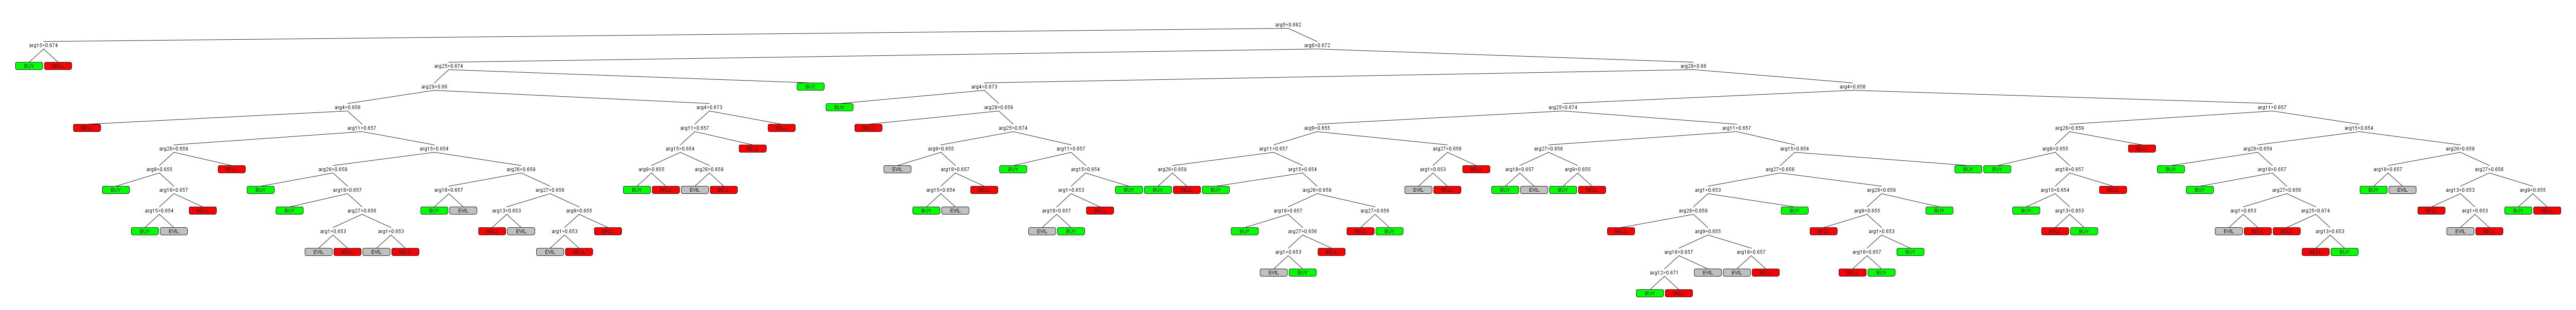 arg5>0.662
arg15>0.674 arg6>0.672
BUY SELL arg25>0.674 arg29>0.66
arg28>0.66 BUY arg4>0.673 arg4>0.658
arg4>0.658 arg4>0.673 BUY arg26>0.659 arg25>0.674 arg11>0.657
SELL arg11>0.657 arg11>0.657 SELL SELL arg25>0.674 arg9>0.655 arg11>0.657 arg26>0.659 arg15>0.654
arg26>0.659 arg15>0.654 arg15>0.654 SELL arg9>0.655 arg11>0.657 arg11>0.657 arg27>0.656 arg27>0.656 arg15>0.654 arg9>0.655 SELL arg26>0.659 arg26>0.659
arg9>0.655 SELL arg26>0.659 arg26>0.659 arg9>0.655 arg26>0.659 EVIL arg18>0.657 BUY arg15>0.654 arg26>0.659 arg15>0.654 arg1>0.653 SELL arg18>0.657 arg9>0.655 arg27>0.656 BUY BUY arg18>0.657 BUY arg18>0.657 arg18>0.657 arg27>0.656
BUY arg18>0.657 BUY arg18>0.657 arg18>0.657 arg27>0.656 BUY SELL EVIL SELL arg15>0.654 SELL arg1>0.653 BUY BUY SELL BUY arg26>0.659 EVIL SELL BUY EVIL BUY SELL arg1>0.653 arg26>0.659 arg15>0.654 SELL BUY arg27>0.656 BUY EVIL arg13>0.653 arg9>0.655
arg15>0.654 SELL BUY arg27>0.656 BUY EVIL arg13>0.653 arg9>0.655 BUY EVIL arg18>0.657 SELL arg18>0.657 arg27>0.656 arg28>0.659 BUY arg9>0.655 BUY BUY arg13>0.653 arg1>0.653 arg25>0.674 SELL arg1>0.653 BUY SELL
BUY EVIL arg1>0.653 arg1>0.653 SELL EVIL arg1>0.653 SELL EVIL BUY BUY arg27>0.656 SELL BUY SELL arg9>0.655 SELL arg1>0.653 SELL BUY EVIL SELL SELL arg13>0.653 EVIL SELL
EVIL SELL EVIL SELL EVIL SELL arg1>0.653 SELL arg18>0.657 arg18>0.657 arg18>0.657 BUY SELL BUY
EVIL BUY arg12>0.671 EVIL EVIL SELL SELL BUY
BUY SELL